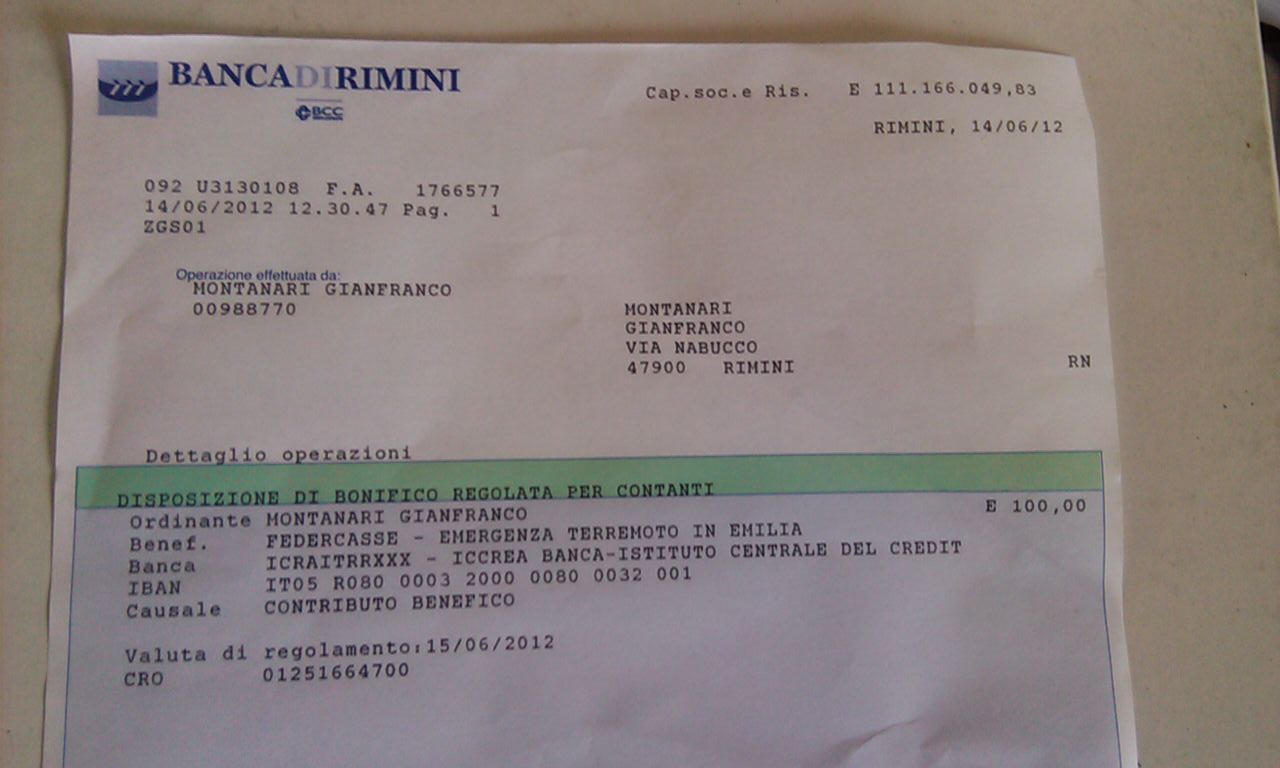 BANCADIRIMINI
BCC
Cap.soc.e Ris. E 111.166.049,83
RIMINI, 14/06/12
092 U3130108 F.A. 1766577
14/06/2012 12.30.47 Pag. 1
ZGS01
Operazione effettuata da:
MONTANARI GIANFRANCO
00988770
MONTANARI
GIANFRANCO
VIA NABUCCO
47900 RIMINI RN
Dettaglio operazioni
DISPOSIZIONE DI BONIFICO REGOLATA PER CONTANTI
E 100,00
Ordinante MONTANARI GIANFRANCO
Benef. FEDERCASSE - EMERGENZA TERREMOTO IN EMILIA
Banca ICRAITRRXXX - ICCREA BANCA-ISTITUTO CENTRALE DEL CREDIT
IBAN IT05 R080 0003 2000 0080 0032 001
Causale CONTRIBUTO BENEFICO
Valuta di regolamento:15/06/2012
CRO 01251664700